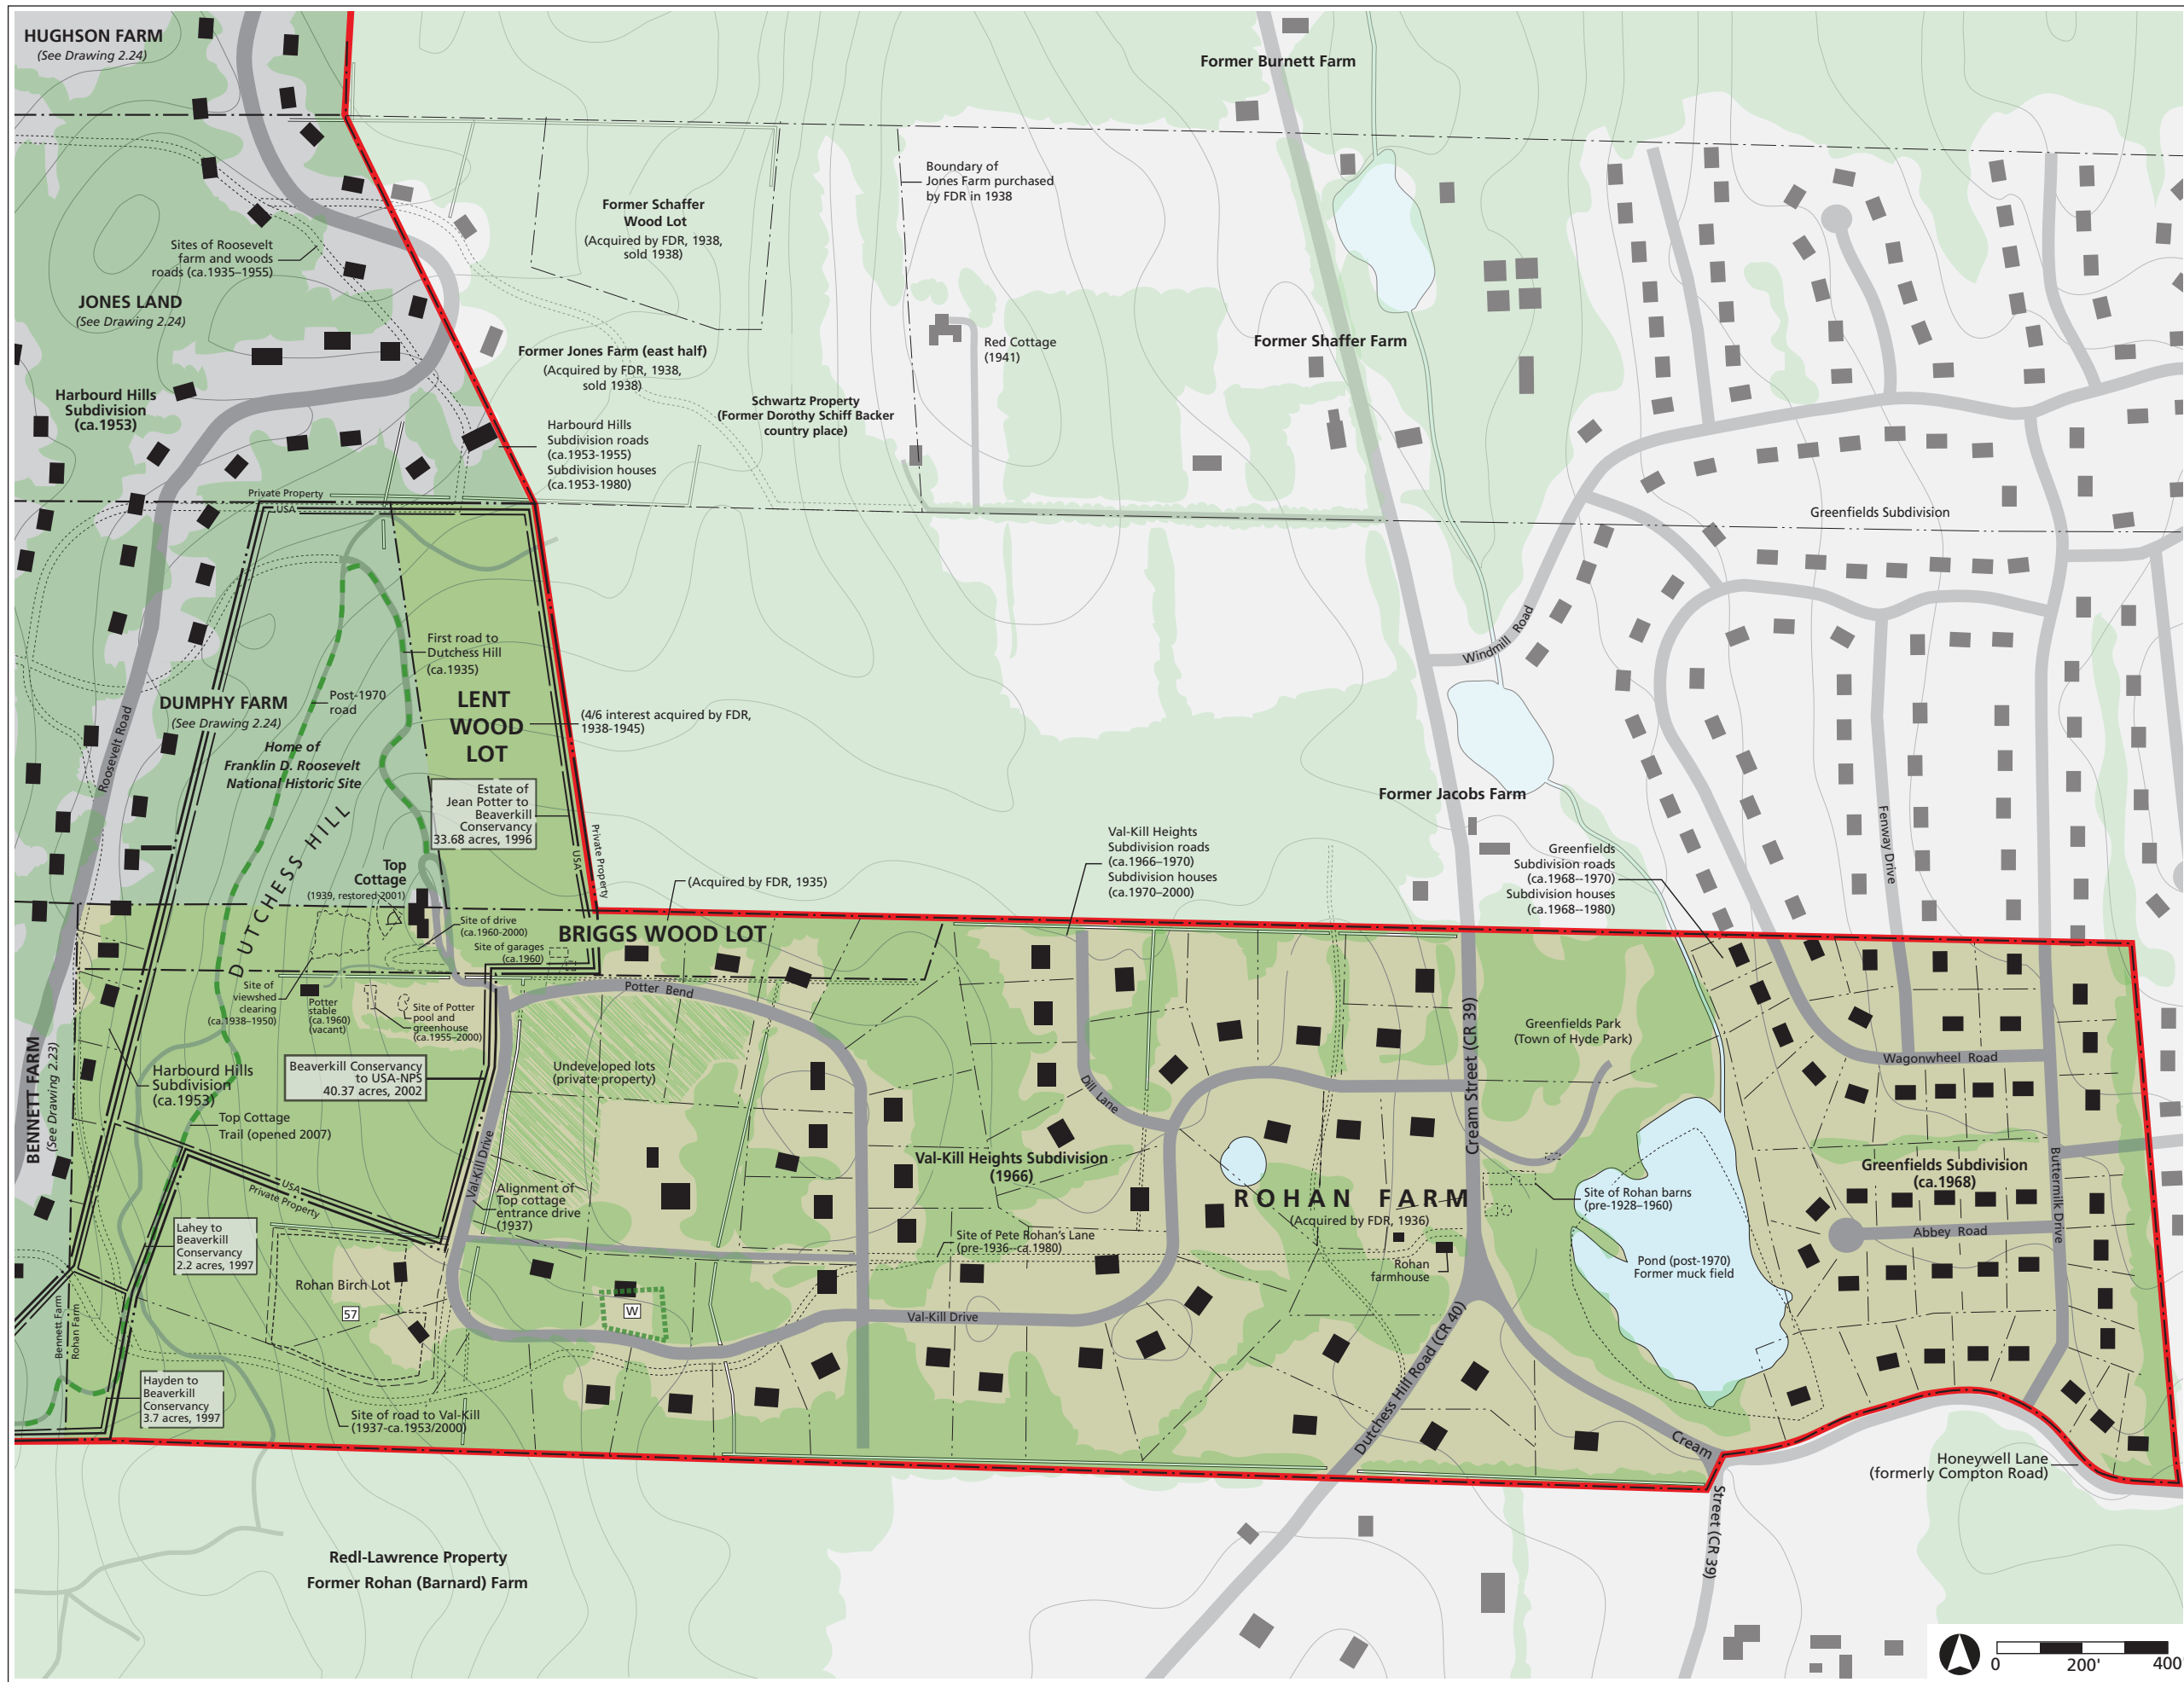 HUGHSON FARM
(See Drawing 2.24)
Former Burnett Farm
Boundary of
Jones Farm purchased
by FDR in 1938
Former Schaffer
Wood Lot
(Acquired by FDR, 1938,
sold 1938)
Sites of Roosevelt
farm and woods
roads (ca.1935–1955)
JONES LAND
(See Drawing 2.24)
Red Cottage
(1941)
Former Shaffer Farm
Former Jones Farm (east half)
(Acquired by FDR, 1938,
sold 1938)
Harbourd Hills
Subdivision
(ca.1953)
Schwartz Property
(Former Dorothy Schiff Backer
country place)
Harbourd Hills
Subdivision roads
(ca.1953-1955)
Subdivision houses
(ca.1953-1980)
Private Property
USA
Greenfields Subdivision
Windmill Road
First road to
Dutchess Hill
(ca.1935)
Post-1970
road
LENT
WOOD
LOT
(4/6 interest acquired by FDR,
1938-1945)
DUMPHY FARM
(See Drawing 2.24)
Home of
Franklin D. Roosevelt
National Historic Site
Roosevelt Road
Estate of
Jean Potter to
Beaverkill
Conservancy
33.68 acres, 1996
Private Property
USA
DUTCHESS HILL
Former Jacobs Farm
Fenway Drive
Val-Kill Heights
Subdivision roads
(ca.1966–1970)
Subdivision houses
(ca.1970–2000)
Greenfields
Subdivision roads
(ca.1968--1970)
Subdivision houses
(ca.1968--1980)
Top
Cottage
(1939, restored 2001)
(Acquired by FDR, 1935)
Site of drive
(ca.1960-2000)
Site of garages
(ca.1960)
BRIGGS WOOD LOT
Potter Bend
Site of
viewshed
clearing
(ca.1938–1950)
Potter
stable
(ca.1960)
(vacant)
Site of Potter
pool and
greenhouse
(ca.1955–2000)
Cream Street (CR 39)
Greenfields Park
(Town of Hyde Park)
Wagonwheel Road
BENNETT FARM
(See Drawing 2.23)
Harbourd Hills
Subdivision
(ca.1953)
Beaverkill Conservancy
to USA-NPS
40.37 acres, 2002
Undeveloped lots
(private property)
Dill Lane
Top Cottage
Trail (opened 2007)
Val-Kill Drive
Val-Kill Heights Subdivision
(1966)
Greenfields Subdivision
(ca.1968)
Buttermilk Drive
USA
Private Property
Alignment of
Top cottage
entrance drive
(1937)
ROHAN FARM
(Acquired by FDR, 1936)
Site of Rohan barns
(pre-1928–1960)
Lahey to
Beaverkill
Conservancy
2.2 acres, 1997
Site of Pete Rohan's Lane
(pre-1936--ca.1980)
Abbey Road
Rohan
farmhouse
Pond (post-1970)
Former muck field
Rohan Birch Lot
57
W
Val-Kill Drive
Bennett Farm
Rohan Farm
Dutchess Hill Road (CR 40)
Hayden to
Beaverkill
Conservancy
3.7 acres, 1997
Site of road to Val-Kill
(1937-ca.1953/2000)
Cream
Street (CR 39)
Honeywell Lane
(formerly Compton Road)
Redl-Lawrence Property
Former Rohan (Barnard) Farm
0 200' 400